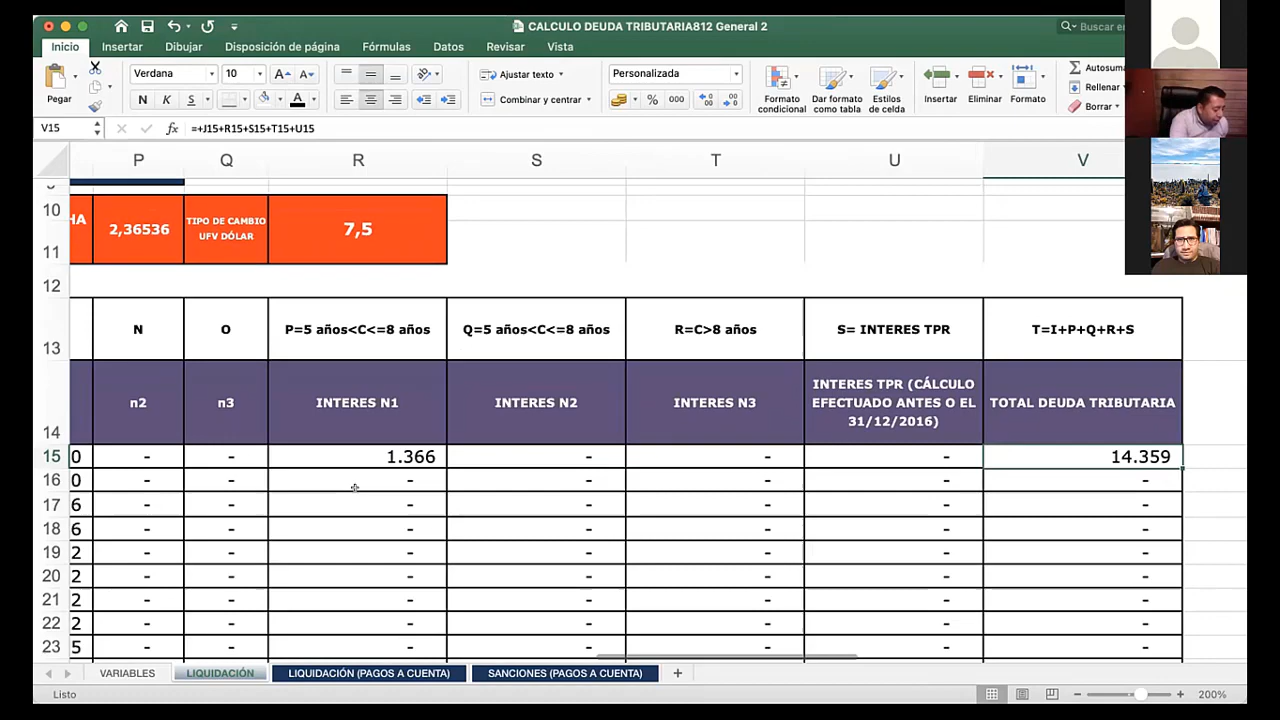 CALCULO DEUDA TRIBUTARIA812 General 2
Buscar en
Inicio Insertar Dibujar Disposición de página Fórmulas Datos Revisar Vista
Verdana 10 A A Ajustar texto Personalizada Autosuma
Rellenar
Pegar N K S A Combinar y centrar % 000 Formato condicional Dar formato como tabla Estilos de celda Insertar Eliminar Formato Borrar
V15 fx =+J15+R15+S15+T15+U15
P Q R S T U V
10
HA 2,36536 TIPO DE CAMBIO UFV DÓLAR 7,5
11
12
13 N O P=5 años<C<=8 años Q=5 años<C<=8 años R=C>8 años S= INTERES TPR T=I+P+Q+R+S
14 n2 n3 INTERES N1 INTERES N2 INTERES N3 INTERES TPR (CÁLCULO EFECTUADO ANTES O EL 31/12/2016) TOTAL DEUDA TRIBUTARIA
15 0 - - 1.366 - - - 14.359
16 0 - - - - - - -
17 6 - - - - - - -
18 6 - - - - - - -
19 2 - - - - - - -
20 2 - - - - - - -
21 2 - - - - - - -
22 2 - - - - - - -
23 5 - - - - - - -
VARIABLES LIQUIDACIÓN LIQUIDACIÓN (PAGOS A CUENTA) SANCIONES (PAGOS A CUENTA) +
Listo 200%